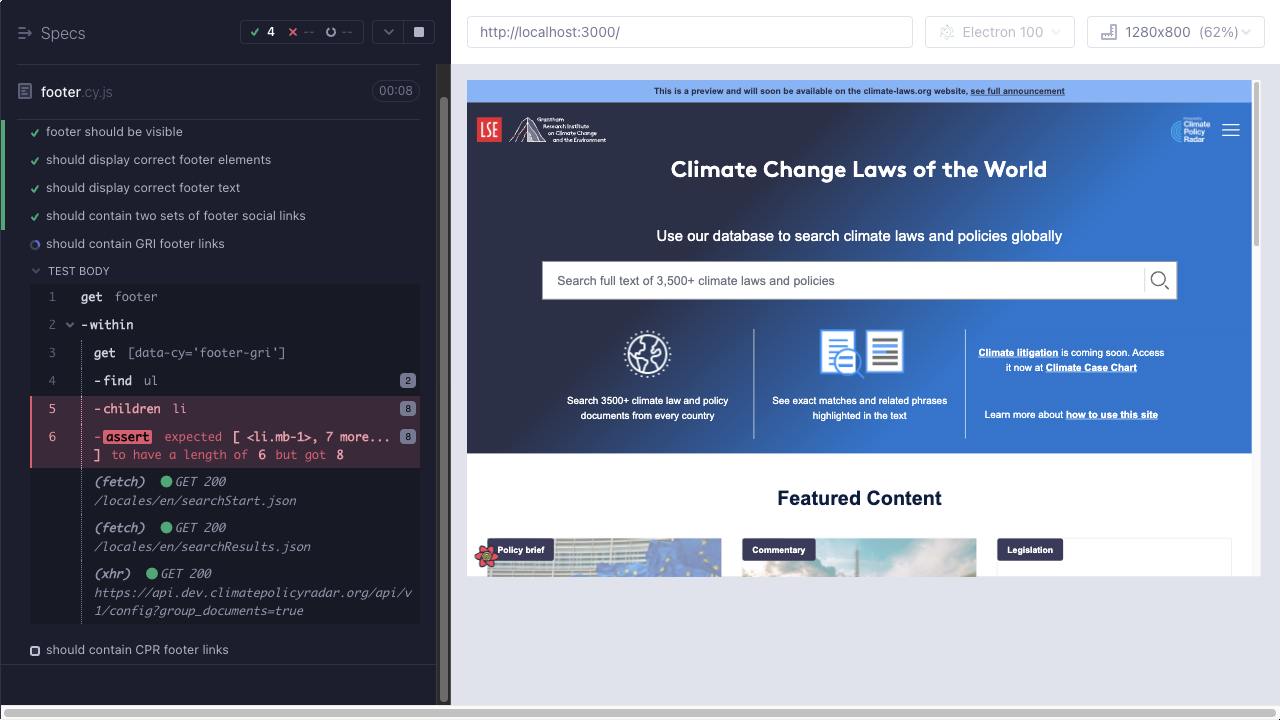 Specs
4 -- --
footer.cy.js
00:08
footer should be visible
should display correct footer elements
should display correct footer text
should contain two sets of footer social links
should contain GRI footer links
TEST BODY
1 get footer
2 -within
3 get [data-cy='footer-gri']
4 -find ul 2
5 -children li 8
6 -assert expected [ <li.mb-1>, 7 more... 8
] to have a length of 6 but got 8
(fetch) GET 200
/locales/en/searchStart.json
(fetch) GET 200
/locales/en/searchResults.json
(xhr) GET 200
https://api.dev.climatepolicyradar.org/api/v
1/config?group_documents=true
should contain CPR footer links
http://localhost:3000/
Electron 100
1280x800 (62%)
This is a preview and will soon be available on the climate-laws.org website, see full announcement
LSE
Grantham
Research Institute
on Climate Change
and the Environment
Climate
Policy
Radar
Climate Change Laws of the World
Use our database to search climate laws and policies globally
Search full text of 3,500+ climate laws and policies
Search 3500+ climate law and policy
documents from every country
See exact matches and related phrases
highlighted in the text
Climate litigation is coming soon. Access
it now at Climate Case Chart
Learn more about how to use this site
Featured Content
Policy brief
Commentary
Legislation